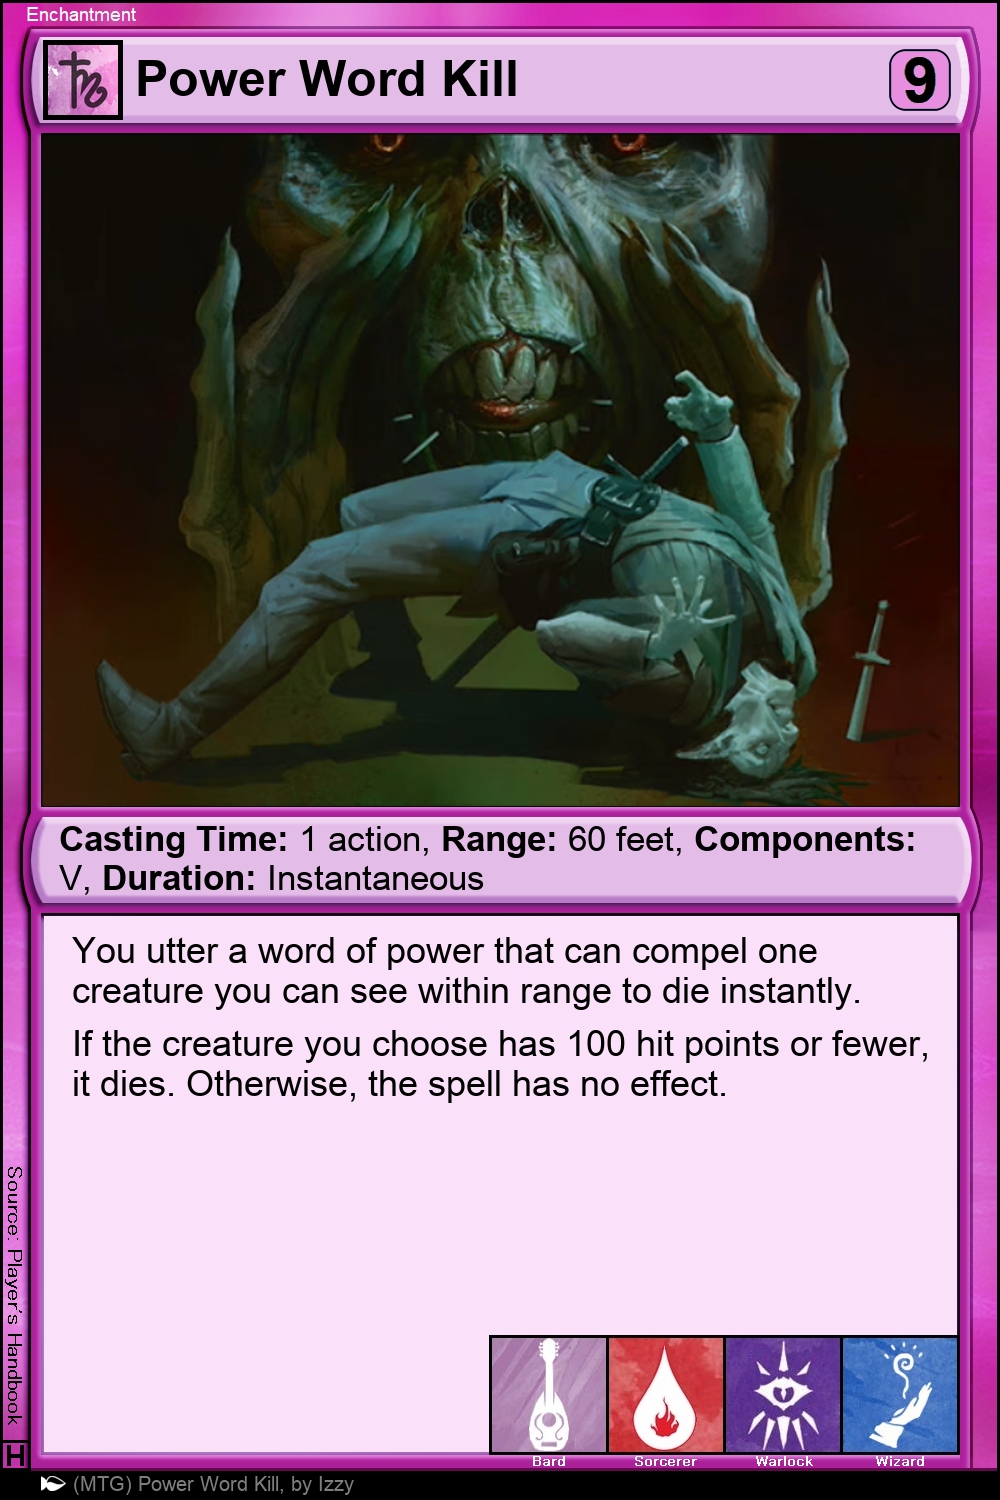 Enchantment
Power Word Kill
9
Casting Time: 1 action, Range: 60 feet, Components:
V, Duration: Instantaneous
You utter a word of power that can compel one
creature you can see within range to die instantly.
If the creature you choose has 100 hit points or fewer,
it dies. Otherwise, the spell has no effect.
Source: Player's Handbook
H
Bard
Sorcerer
Warlock
Wizard
(MTG) Power Word Kill, by Izzy